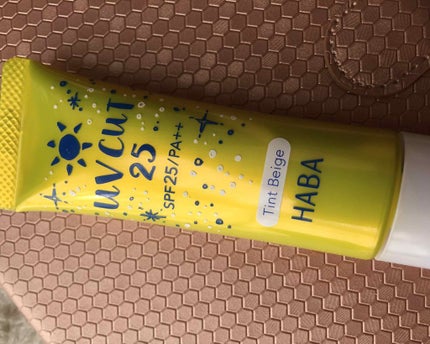 UV CUT
25
SPF25/PA++
Tint Beige
HABA